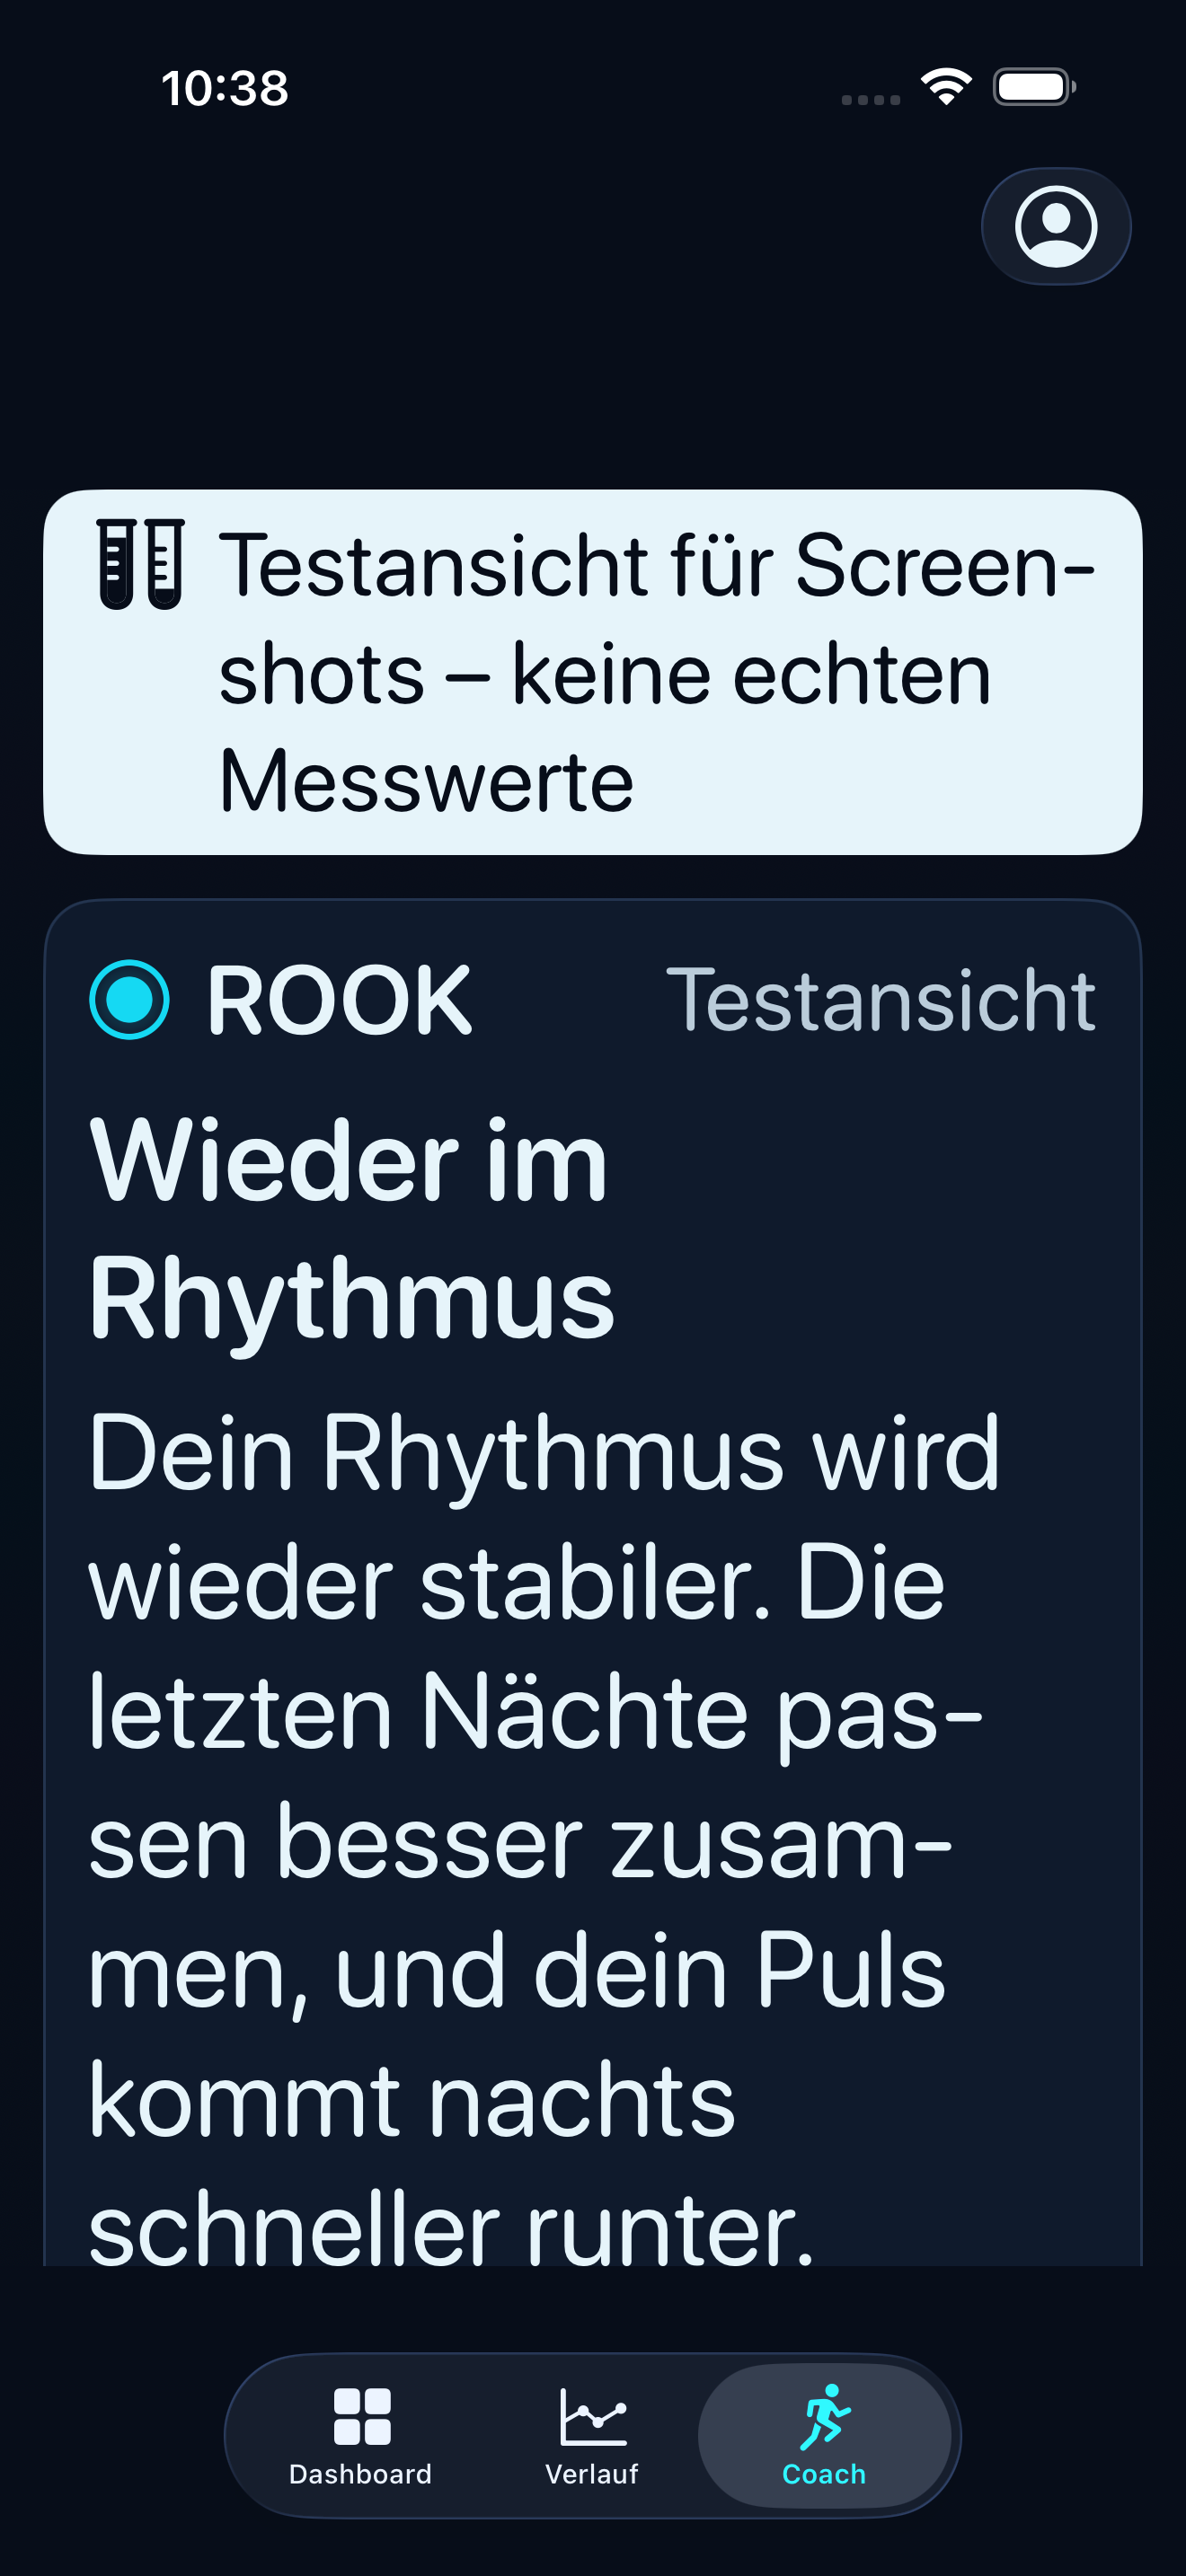 10:38
Testansicht für Screen-
shots – keine echten
Messwerte
ROOK Testansicht
Wieder im
Rhythmus
Dein Rhythmus wird
wieder stabiler. Die
letzten Nächte pas-
sen besser zusam-
men, und dein Puls
kommt nachts
schneller runter.
Dashboard Verlauf Coach